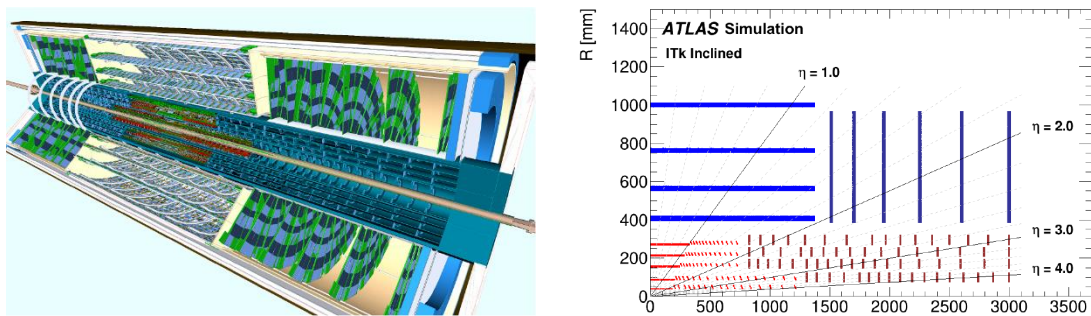 ATLAS Simulation
ITk Inclined
R [mm]
1400
1200
1000
800
600
400
200
0
η = 1.0
η = 2.0
η = 3.0
η = 4.0
0 500 1000 1500 2000 2500 3000 3500